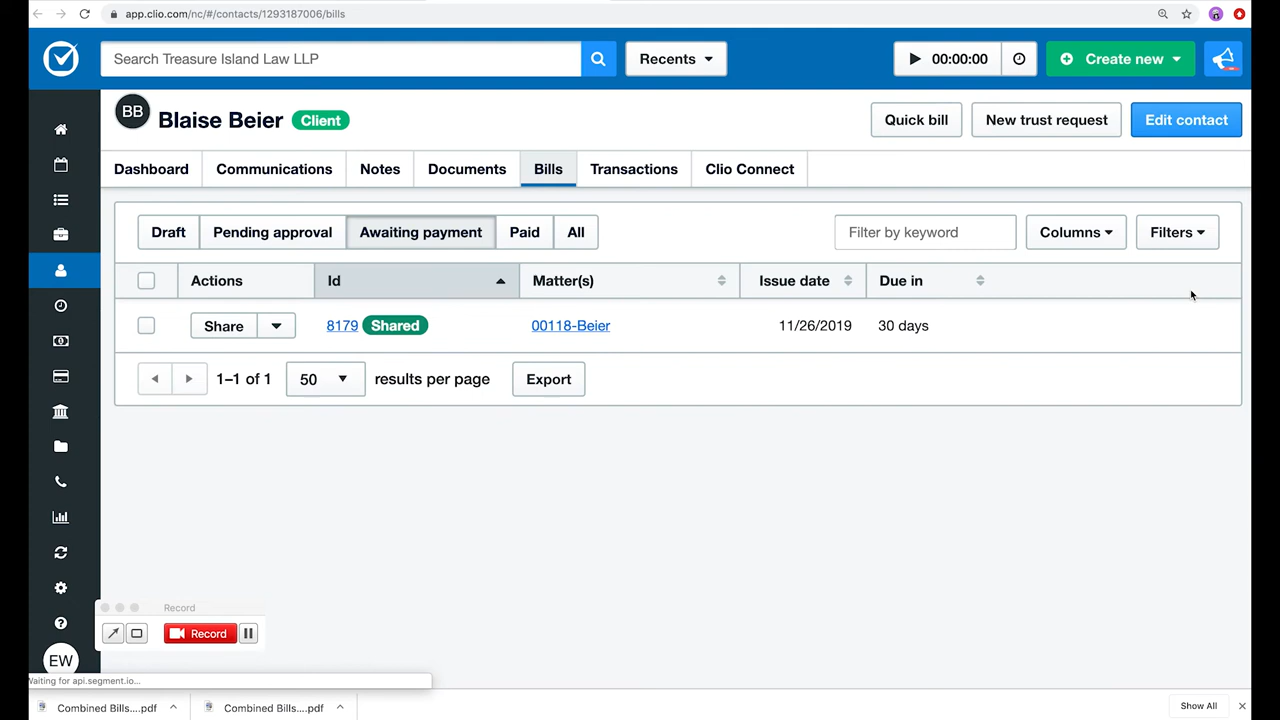 app.clio.com/nc/#/contacts/1293187006/bills
Search Treasure Island Law LLP
Recents
00:00:00
Create new
BB
Blaise Beier
Client
Quick bill
New trust request
Edit contact
Dashboard
Communications
Notes
Documents
Bills
Transactions
Clio Connect
Draft
Pending approval
Awaiting payment
Paid
All
Filter by keyword
Columns
Filters
Actions
Id
Matter(s)
Issue date
Due in
Share
8179
Shared
00118-Beier
11/26/2019
30 days
1–1 of 1
50
results per page
Export
Record
Record
EW
Waiting for api.segment.io...
Combined Bills....pdf
Combined Bills....pdf
Show All